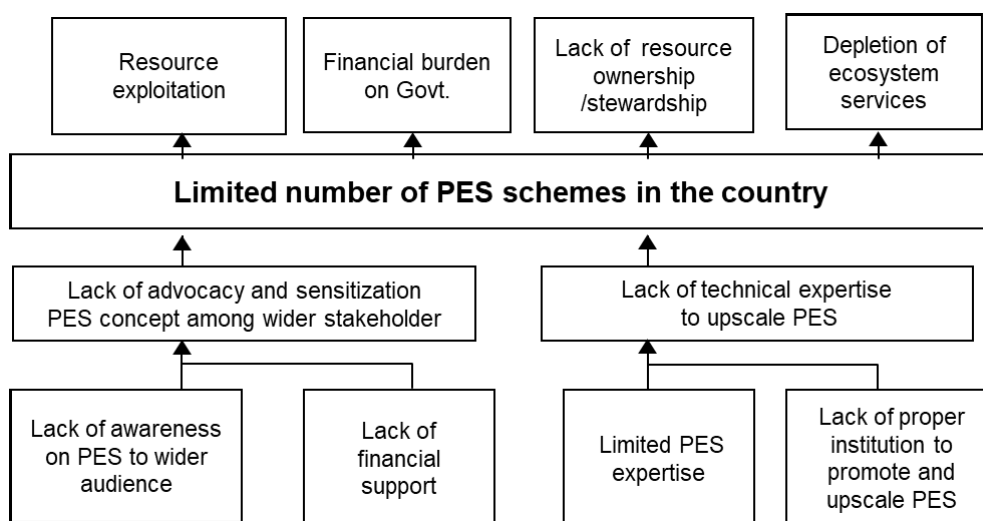 Resource
exploitation
Financial burden
on Govt.
Lack of resource
ownership
/stewardship
Depletion of
ecosystem
services
Limited number of PES schemes in the country
Lack of advocacy and sensitization
PES concept among wider stakeholder
Lack of technical expertise
to upscale PES
Lack of awareness
on PES to wider
audience
Lack of
financial
support
Limited PES
expertise
Lack of proper
institution to
promote and
upscale PES